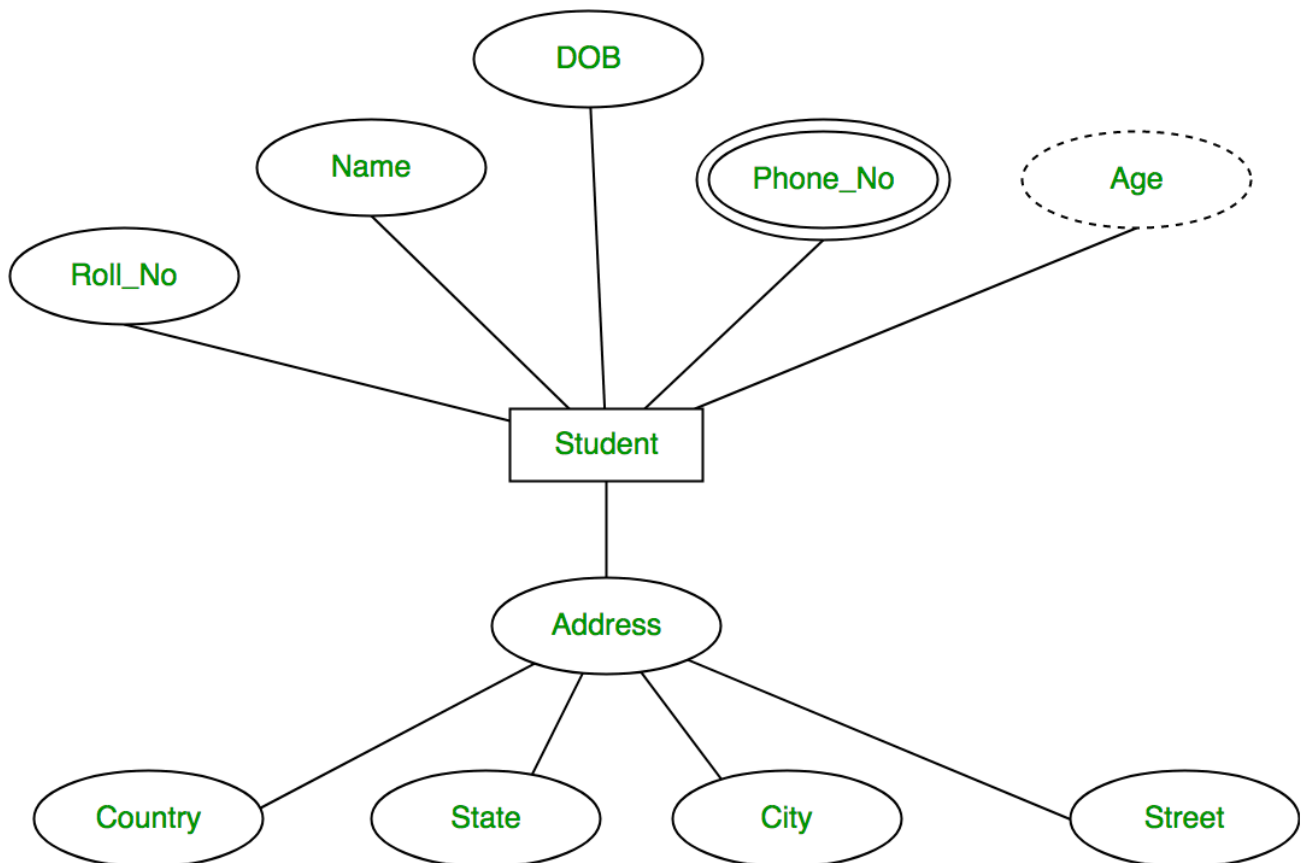 DOB
Name
Phone_No
Age
Roll_No
Student
Address
Country
State
City
Street